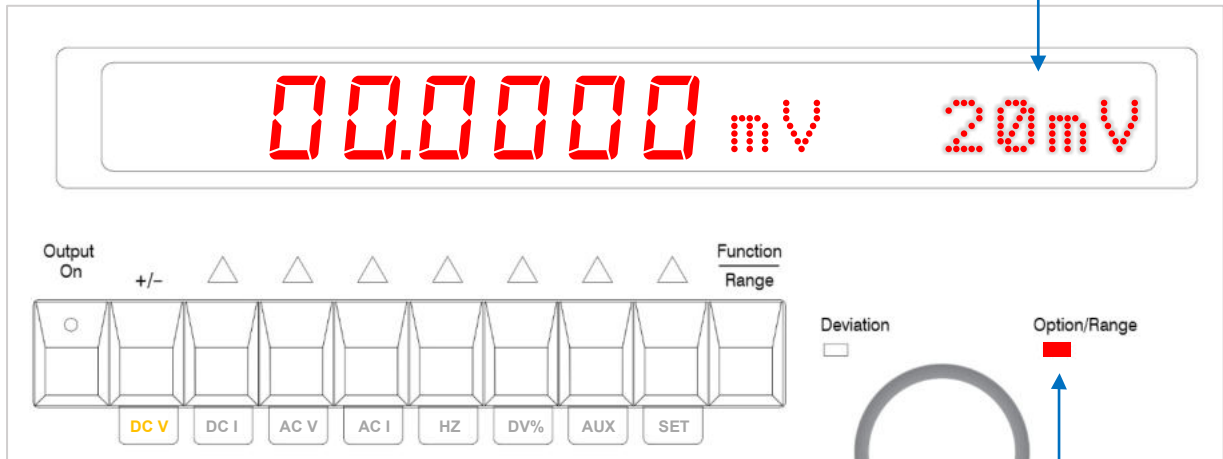 00.0000 mV 20mV
Output On
+/−
Function
Range
Deviation
Option/Range
DC V DC I AC V AC I HZ DV% AUX SET